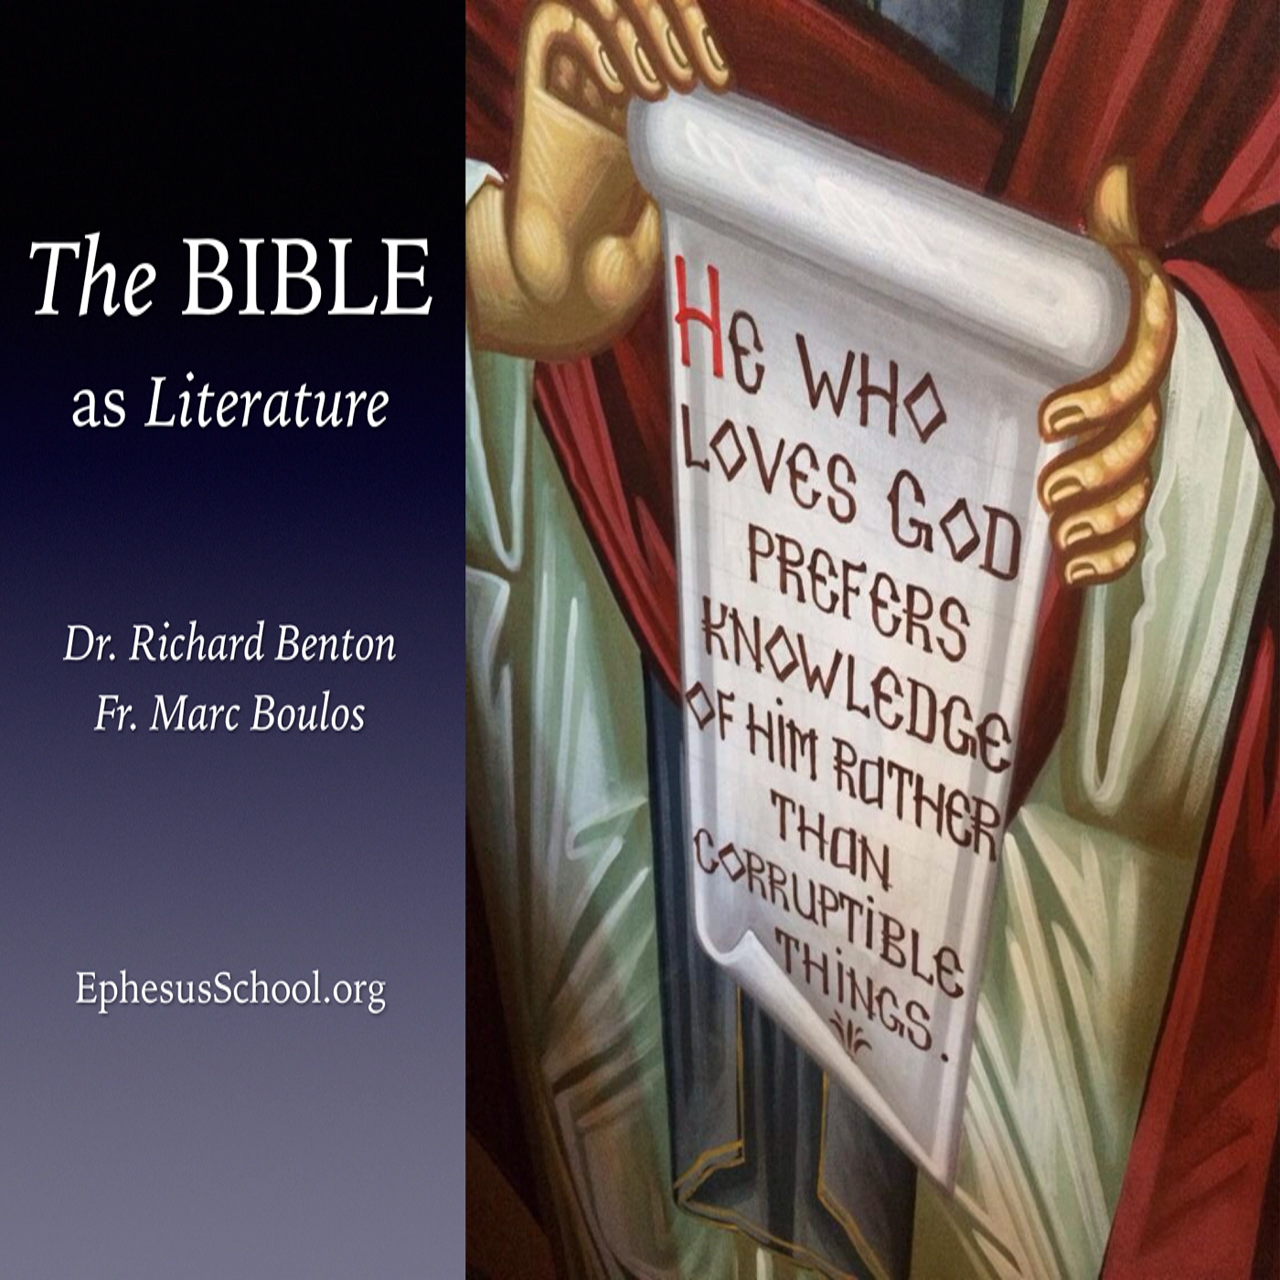 The BIBLE
as Literature
Dr. Richard Benton
Fr. Marc Boulos
EphesusSchool.org
HE WHO
LOVES GOD
PREFERS
KNOWLEDGE
OF HIM RATHER
THAN
CORRUPTIBLE
THINGS.